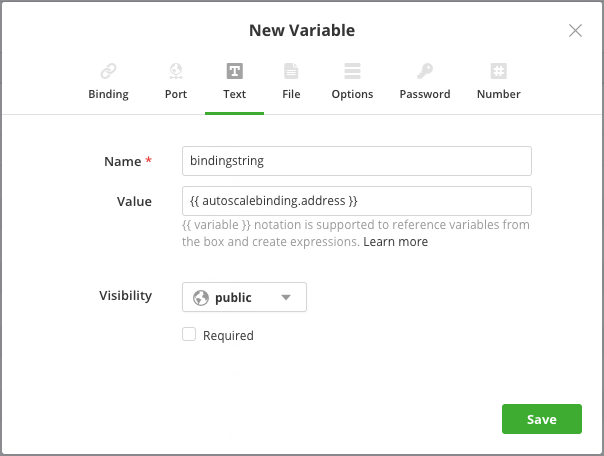 New Variable
Binding Port Text File Options Password Number
Name * bindingstring
Value {{ autoscalebinding.address }}
{{ variable }} notation is supported to reference variables from
the box and create expressions. Learn more
Visibility public
Required
Save